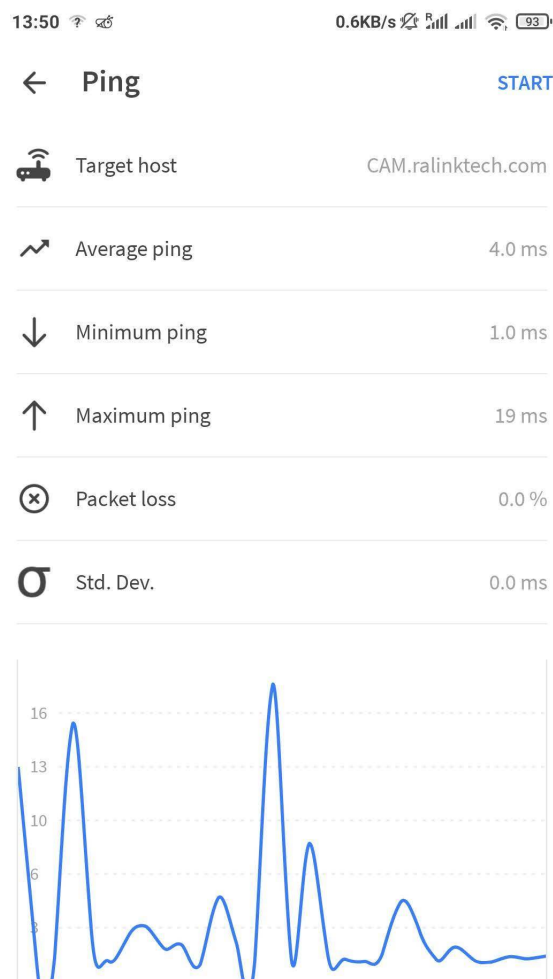 13:50 0.6KB/s R 93
Ping START
Target host CAM.ralinktech.com
Average ping 4.0 ms
Minimum ping 1.0 ms
Maximum ping 19 ms
Packet loss 0.0 %
σ Std. Dev. 0.0 ms
16
13
10
6
3